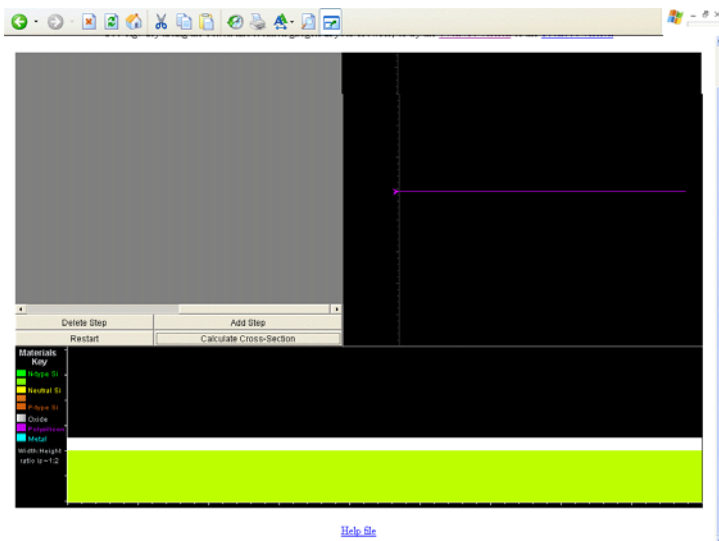 Delete Step
Add Step
Restart
Calculate Cross-Section
Materials
Key
N-type Si
Neutral Si
P-type Si
Oxide
Polysilicon
Metal
Width:Height
ratio is ~1:2
Help file